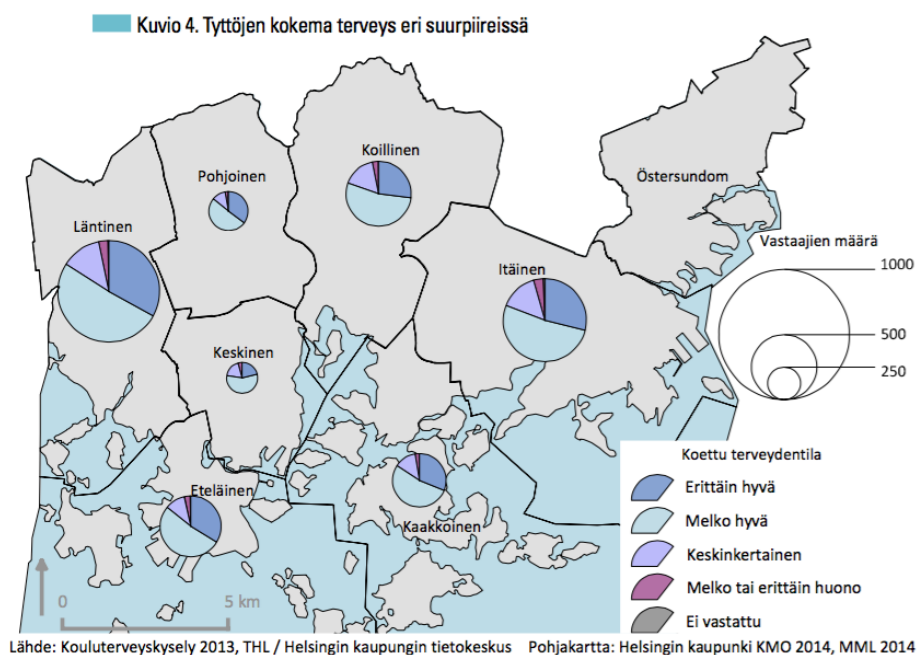 Kuvio 4. Tyttöjen kokema terveys eri suurpiireissä
Koillinen
Pohjoinen
Östersundom
Läntinen
Vastaajien määrä
1000
Itäinen
500
Keskinen
250
Koettu terveydentila
Erittäin hyvä
Eteläinen
Melko hyvä
Kaakkoinen
Keskinkertainen
Melko tai erittäin huono
0 5 km
Ei vastattu
Lähde: Kouluterveyskysely 2013, THL / Helsingin kaupungin tietokeskus Pohjakartta: Helsingin kaupunki KMO 2014, MML 2014